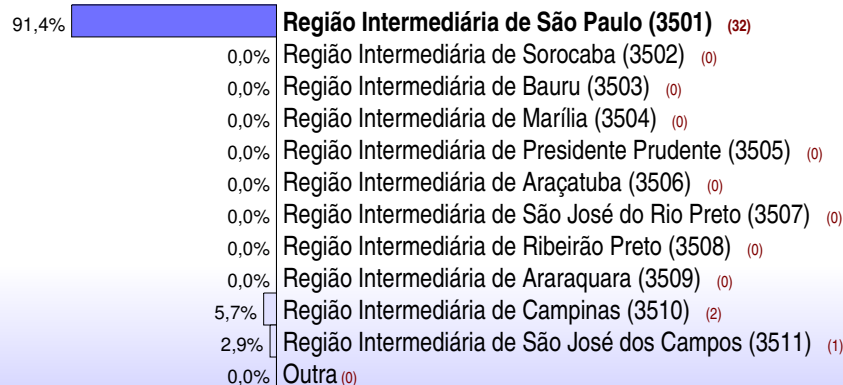 91,4% Região Intermediária de São Paulo (3501) (32)
0,0% Região Intermediária de Sorocaba (3502) (0)
0,0% Região Intermediária de Bauru (3503) (0)
0,0% Região Intermediária de Marília (3504) (0)
0,0% Região Intermediária de Presidente Prudente (3505) (0)
0,0% Região Intermediária de Araçatuba (3506) (0)
0,0% Região Intermediária de São José do Rio Preto (3507) (0)
0,0% Região Intermediária de Ribeirão Preto (3508) (0)
0,0% Região Intermediária de Araraquara (3509) (0)
5,7% Região Intermediária de Campinas (3510) (2)
2,9% Região Intermediária de São José dos Campos (3511) (1)
0,0% Outra (0)